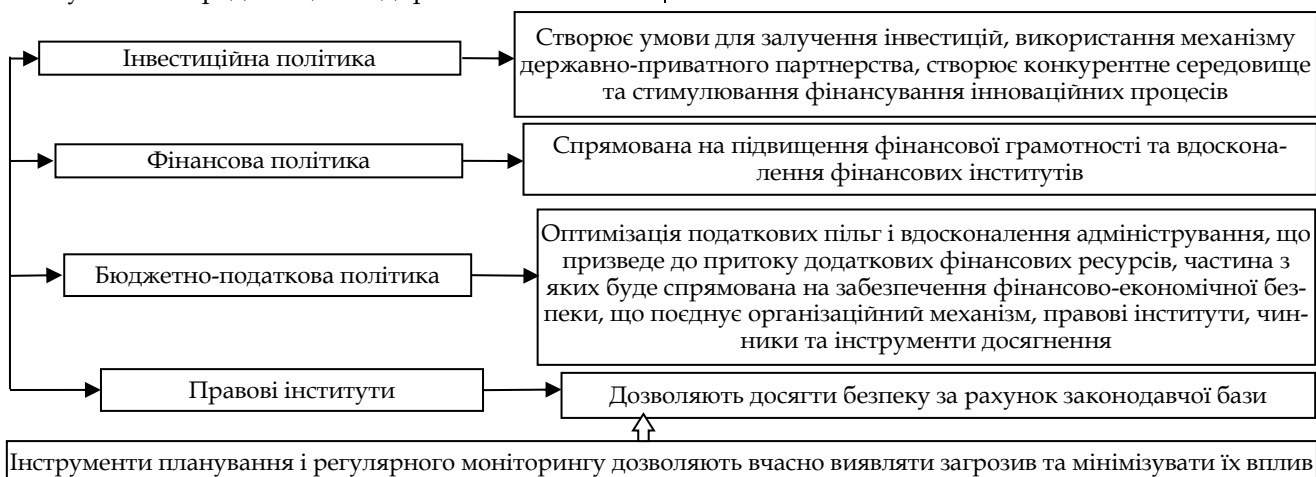 Інвестиційна політика
Створює умови для залучення інвестицій, використання механізму
державно-приватного партнерства, створює конкурентне середовище
та стимулювання фінансування інноваційних процесів
Фінансова політика
Спрямована на підвищення фінансової грамотності та вдоскона-
лення фінансових інститутів
Бюджетно-податкова політика
Оптимізація податкових пільг і вдосконалення адміністрування, що
призведе до притоку додаткових фінансових ресурсів, частина з
яких буде спрямована на забезпечення фінансово-економічної без-
пеки, що поєднує організаційний механізм, правові інститути, чин-
ники та інструменти досягнення
Правові інститути
Дозволяють досягти безпеку за рахунок законодавчої бази
Інструменти планування і регулярного моніторингу дозволяють вчасно виявляти загрозив та мінімізувати їх вплив